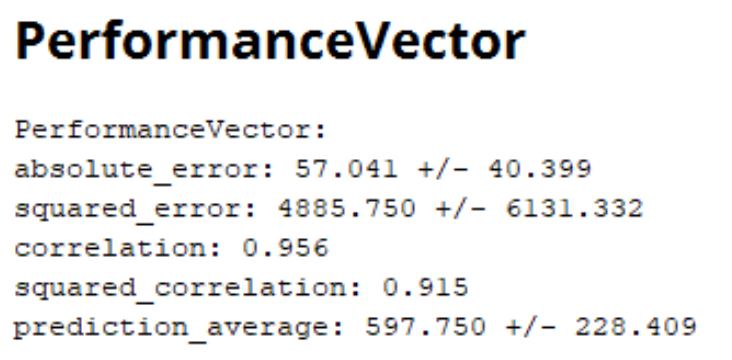 PerformanceVector
PerformanceVector:
absolute_error: 57.041 +/- 40.399
squared_error: 4885.750 +/- 6131.332
correlation: 0.956
squared_correlation: 0.915
prediction_average: 597.750 +/- 228.409